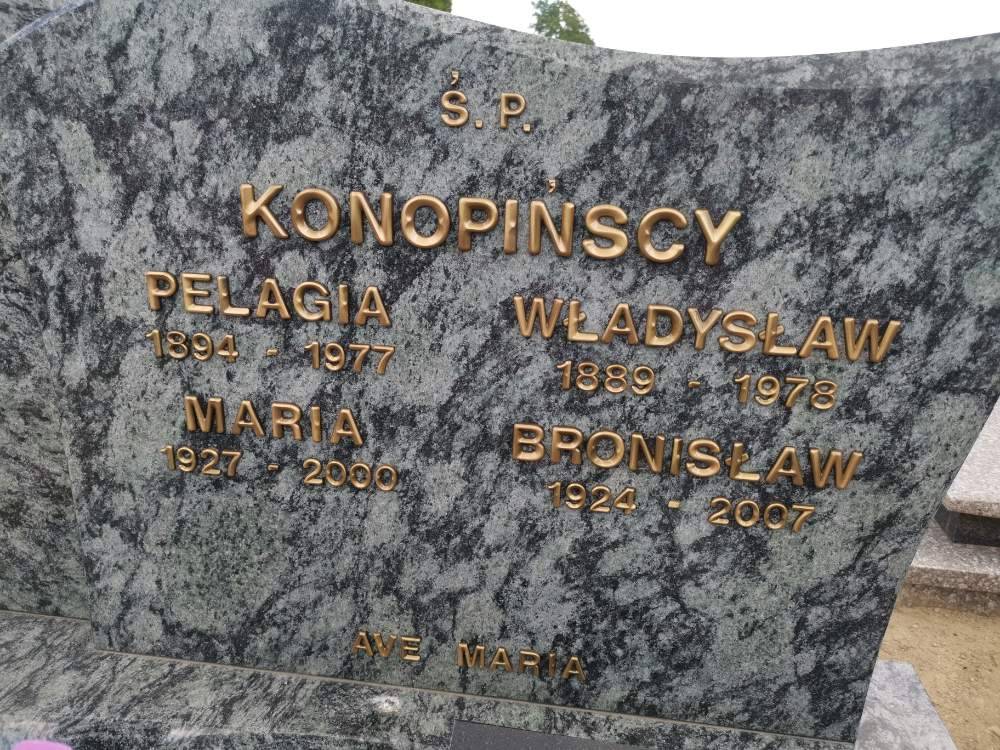 Ś.P.
KONOPIŃSCY
PELAGIA WŁADYSŁAW
1894 - 1977 1889 - 1978
MARIA BRONISŁAW
1927 - 2000 1924 - 2007
AVE MARIA